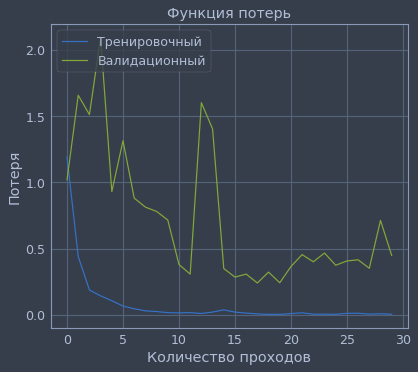 Функция потерь
Тренировочный
Валидационный
Потеря
2.0
1.5
1.0
0.5
0.0
0 5 10 15 20 25 30
Количество проходов